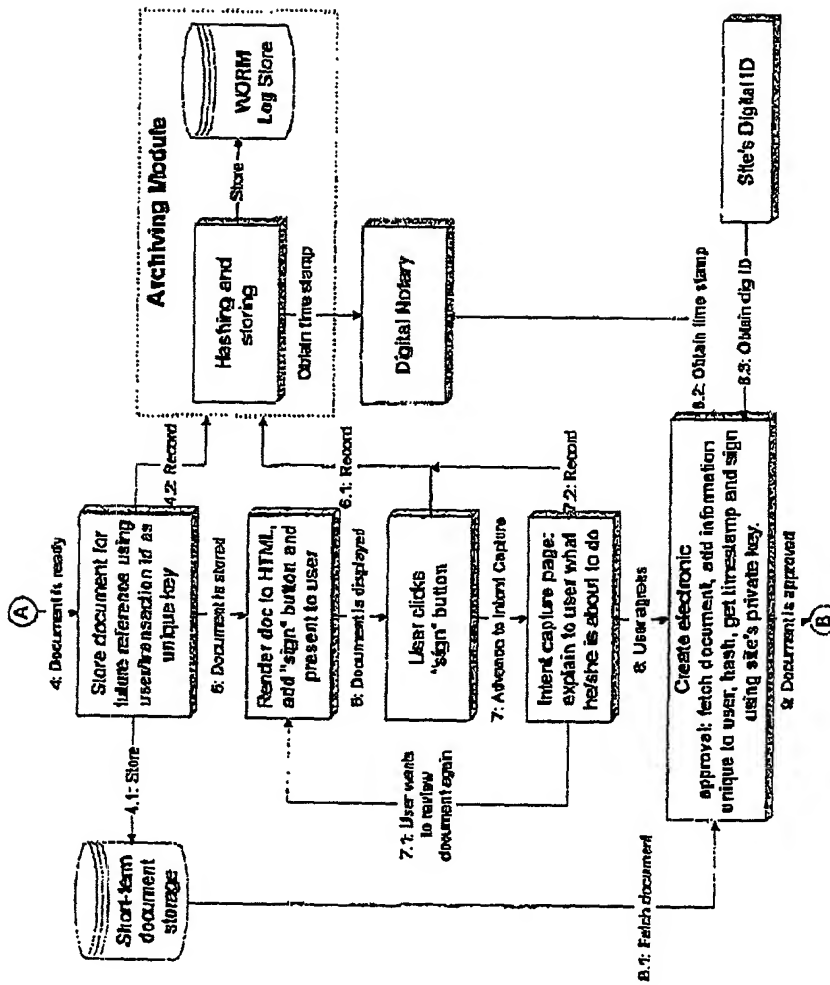 A
4: Document is ready
Store document for
future reference using
user/transaction id as
unique key
4.1: Store
Short-term
document
storage
4.2: Record
5: Document is stored
Render doc to HTML,
add "sign" button and
present to user
6: Document is displayed
User clicks
"sign" button
6.1: Record
7: Advance to Intent Capture
Intent capture page:
explain to user what
he/she is about to do
7.1: User wants
to review
document again
7.2: Record
8: User agrees
Create electronic
approval: fetch document, add information
unique to user, hash, get timestamp and sign
using site's private key.
8.1: Fetch document
8.2: Obtain time stamp
8.3: Obtain dig ID
9: Document is approved
B
Archiving Module
Hashing and
storing
Store
WORM
Log Store
Obtain time stamp
Digital Notary
Site's Digital ID